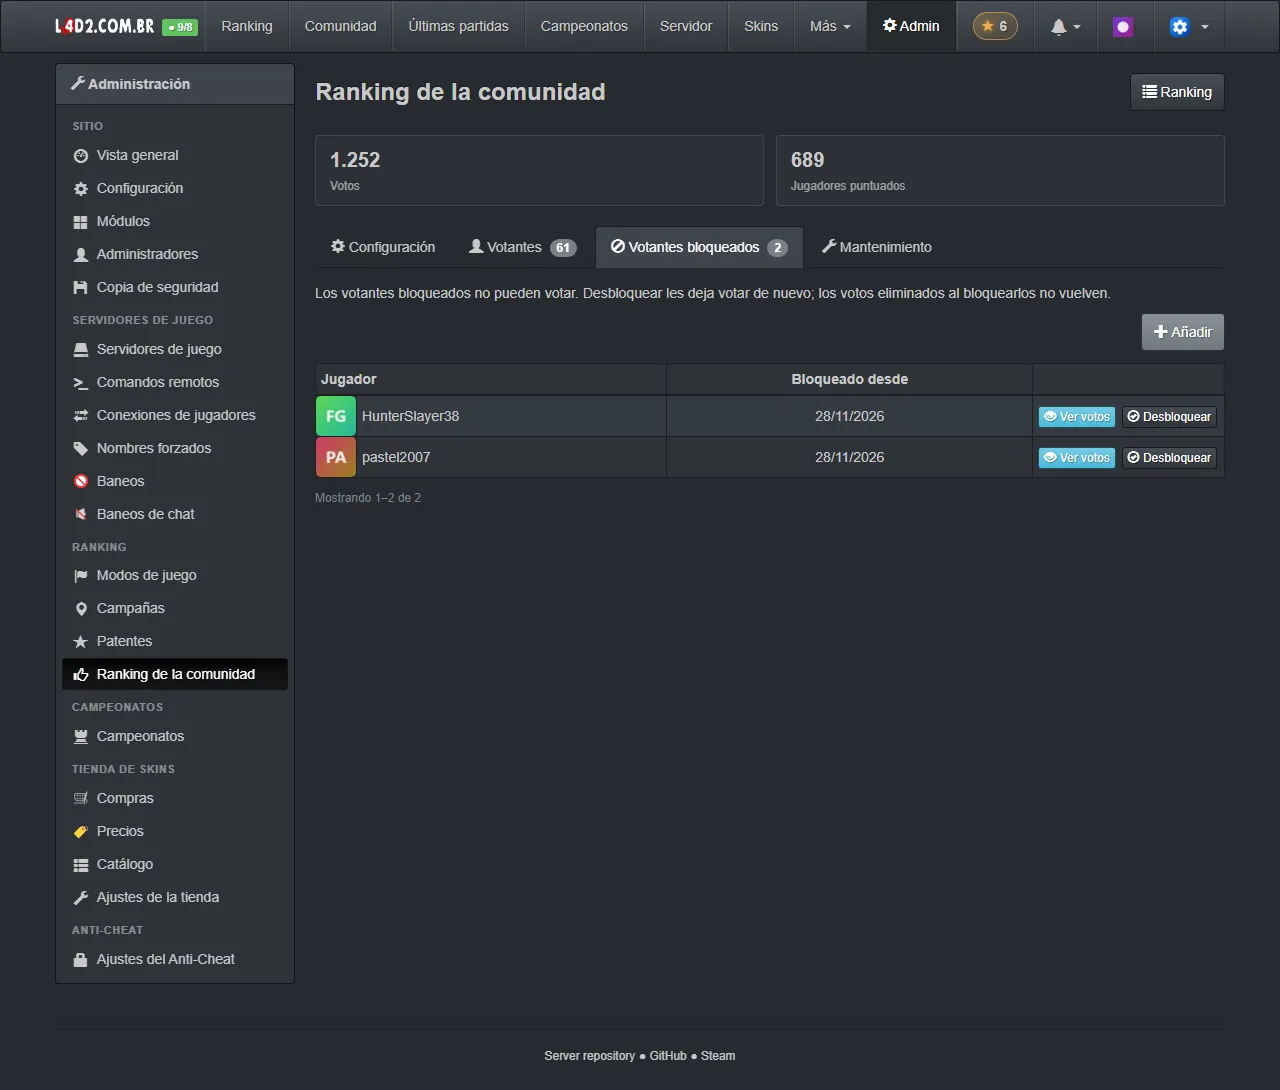 L4D2.COM.BR
● 9/8
Ranking
Comunidad
Últimas partidas
Campeonatos
Servidor
Skins
Más
Admin
★ 6
Administración
SITIO
Vista general
Configuración
Módulos
Administradores
Copia de seguridad
SERVIDORES DE JUEGO
Servidores de juego
Comandos remotos
Conexiones de jugadores
Nombres forzados
Baneos
Baneos de chat
RANKING
Modos de juego
Campañas
Patentes
Ranking de la comunidad
CAMPEONATOS
Campeonatos
TIENDA DE SKINS
Compras
Precios
Catálogo
Ajustes de la tienda
ANTI-CHEAT
Ajustes del Anti-Cheat
Ranking de la comunidad
Ranking
1.252
Votos
689
Jugadores puntuados
Configuración
Votantes 61
Votantes bloqueados 2
Mantenimiento
Los votantes bloqueados no pueden votar. Desbloquear les deja votar de nuevo; los votos eliminados al bloquearlos no vuelven.
Añadir
Jugador Bloqueado desde
FG HunterSlayer38 28/11/2026 Ver votos Desbloquear
PA pastel2007 28/11/2026 Ver votos Desbloquear
Mostrando 1–2 de 2
Server repository ● GitHub ● Steam